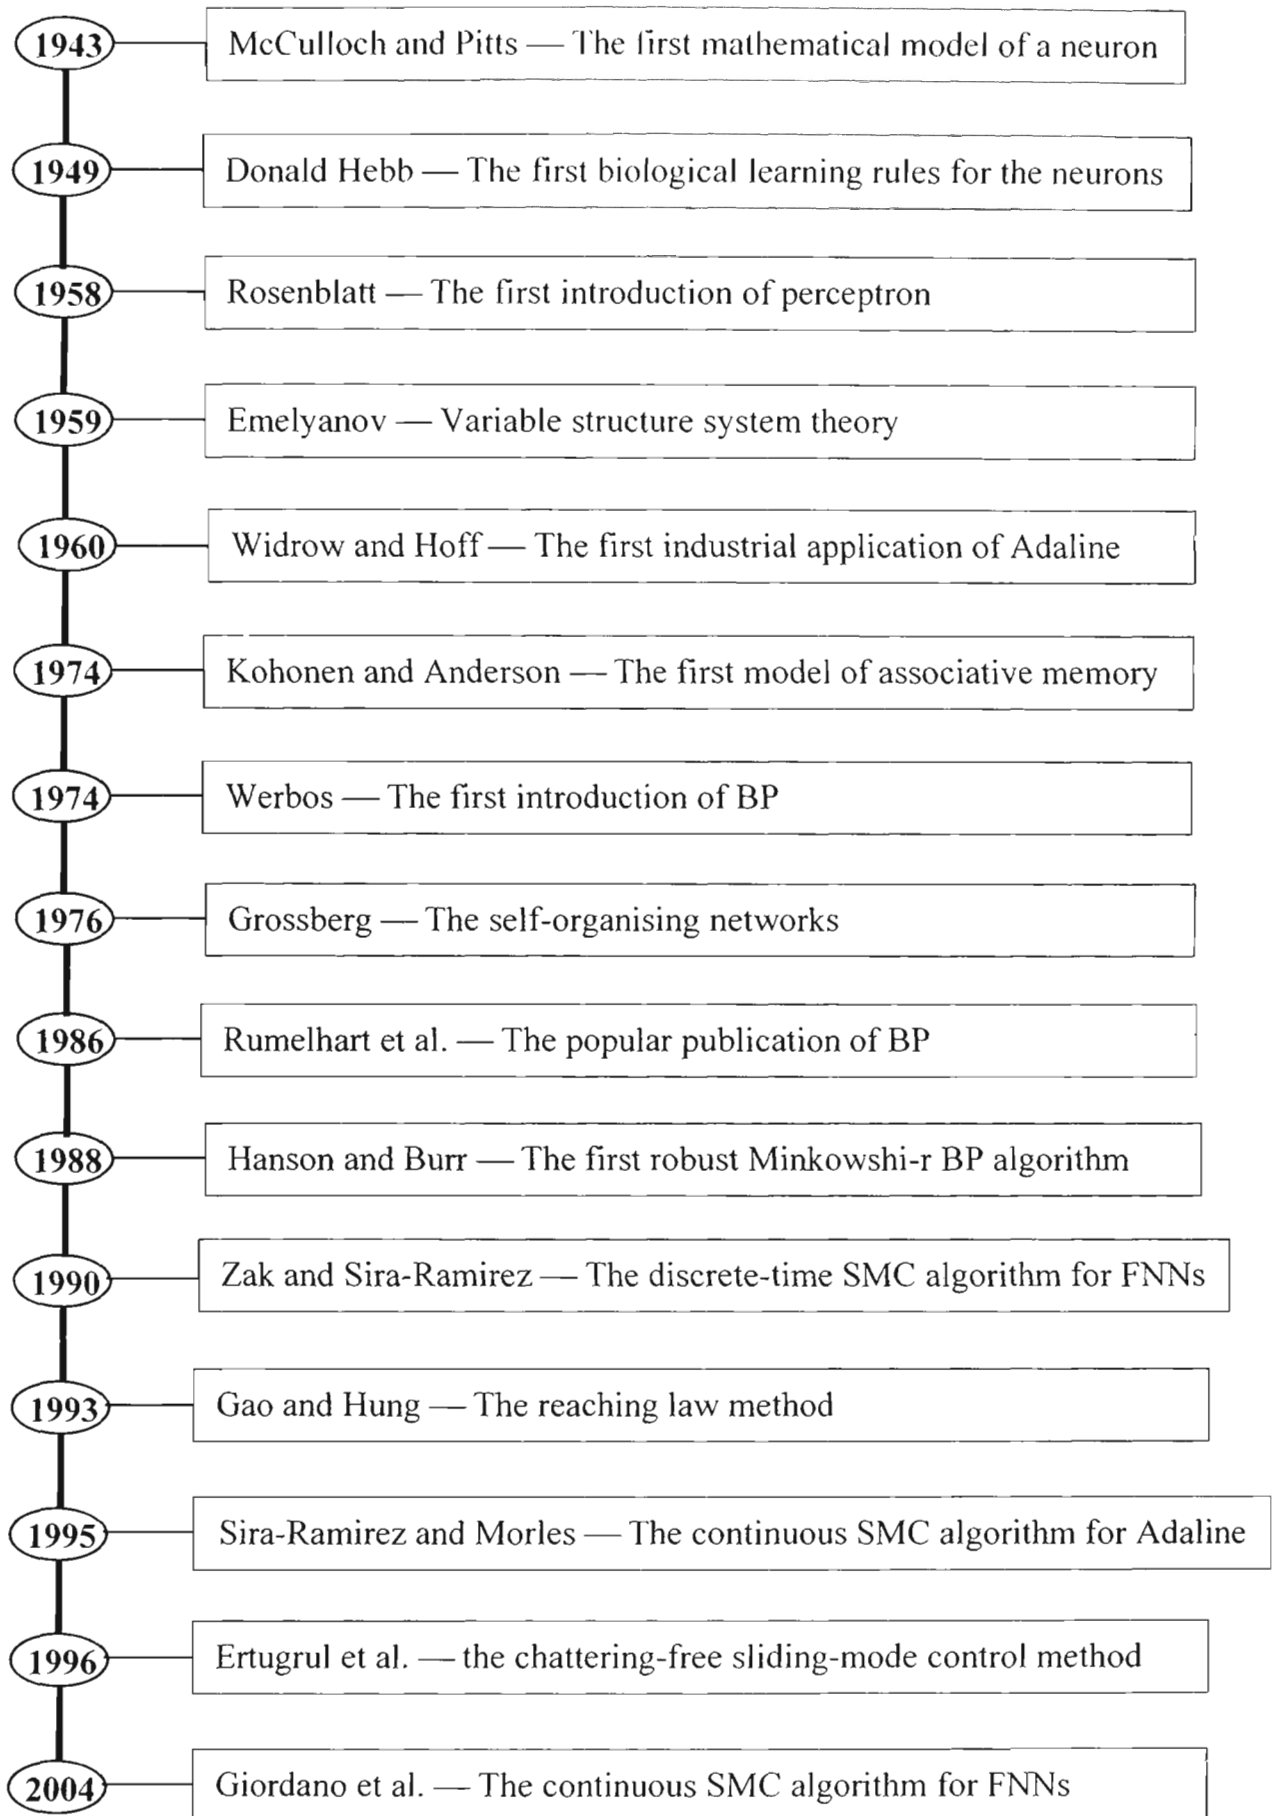 1943 McCulloch and Pitts — The first mathematical model of a neuron
1949 Donald Hebb — The first biological learning rules for the neurons
1958 Rosenblatt — The first introduction of perceptron
1959 Emelyanov — Variable structure system theory
1960 Widrow and Hoff — The first industrial application of Adaline
1974 Kohonen and Anderson — The first model of associative memory
1974 Werbos — The first introduction of BP
1976 Grossberg — The self-organising networks
1986 Rumelhart et al. — The popular publication of BP
1988 Hanson and Burr — The first robust Minkowshi-r BP algorithm
1990 Zak and Sira-Ramirez — The discrete-time SMC algorithm for FNNs
1993 Gao and Hung — The reaching law method
1995 Sira-Ramirez and Morles — The continuous SMC algorithm for Adaline
1996 Ertugrul et al. — the chattering-free sliding-mode control method
2004 Giordano et al. — The continuous SMC algorithm for FNNs